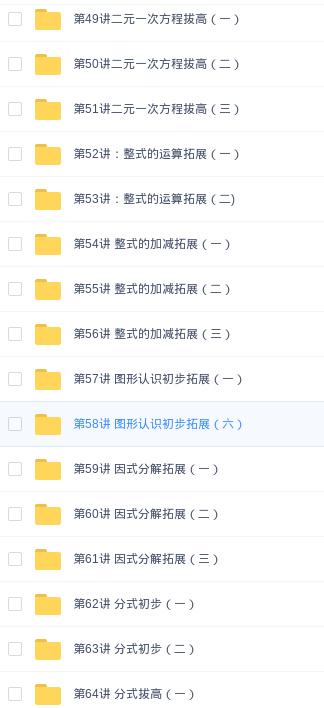 第49讲二元一次方程拔高（一）
第50讲二元一次方程拔高（二）
第51讲二元一次方程拔高（三）
第52讲：整式的运算拓展（一）
第53讲：整式的运算拓展（二)
第54讲 整式的加减拓展（一）
第55讲 整式的加减拓展（二）
第56讲 整式的加减拓展（三）
第57讲 图形认识初步拓展（一）
第58讲 图形认识初步拓展（六）
第59讲 因式分解拓展（一）
第60讲 因式分解拓展（二）
第61讲 因式分解拓展（三）
第62讲 分式初步（一）
第63讲 分式初步（二）
第64讲 分式拔高（一）